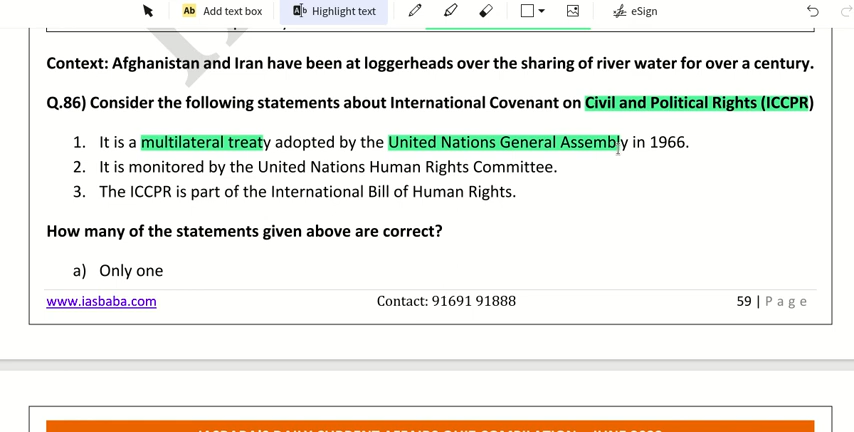 Add text box
Highlight text
eSign
Context: Afghanistan and Iran have been at loggerheads over the sharing of river water for over a century.
Q.86) Consider the following statements about International Covenant on Civil and Political Rights (ICCPR)
1. It is a multilateral treaty adopted by the United Nations General Assembly in 1966.
2. It is monitored by the United Nations Human Rights Committee.
3. The ICCPR is part of the International Bill of Human Rights.
How many of the statements given above are correct?
a) Only one
www.iasbaba.com Contact: 91691 91888 59 | Page